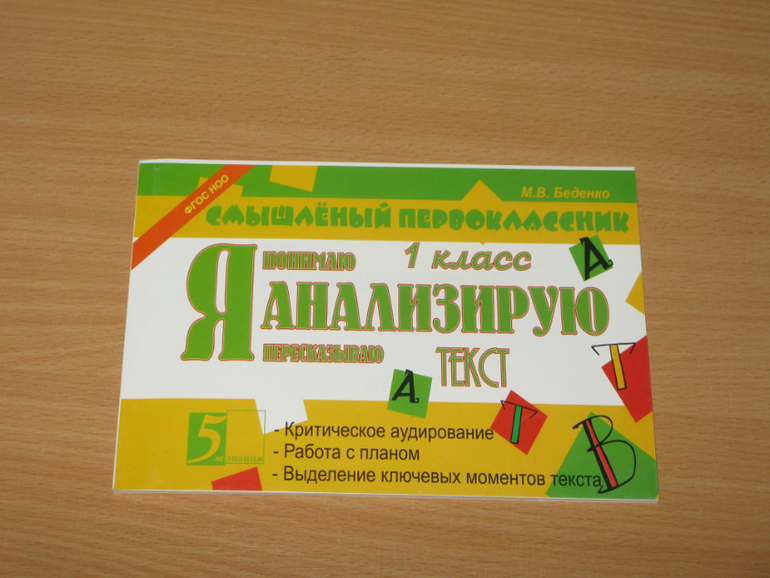 ФГОС НОО
М.В. Беденко
СМЫШЛЁНЫЙ ПЕРВОКЛАССНИК
1 класс
Я ПОНИМАЮ
АНАЛИЗИРУЮ
ПЕРЕСКАЗЫВАЮ
ТЕКСТ
А
Т
А
Т
В
5 за знания
- Критическое аудирование
- Работа с планом
- Выделение ключевых моментов текста